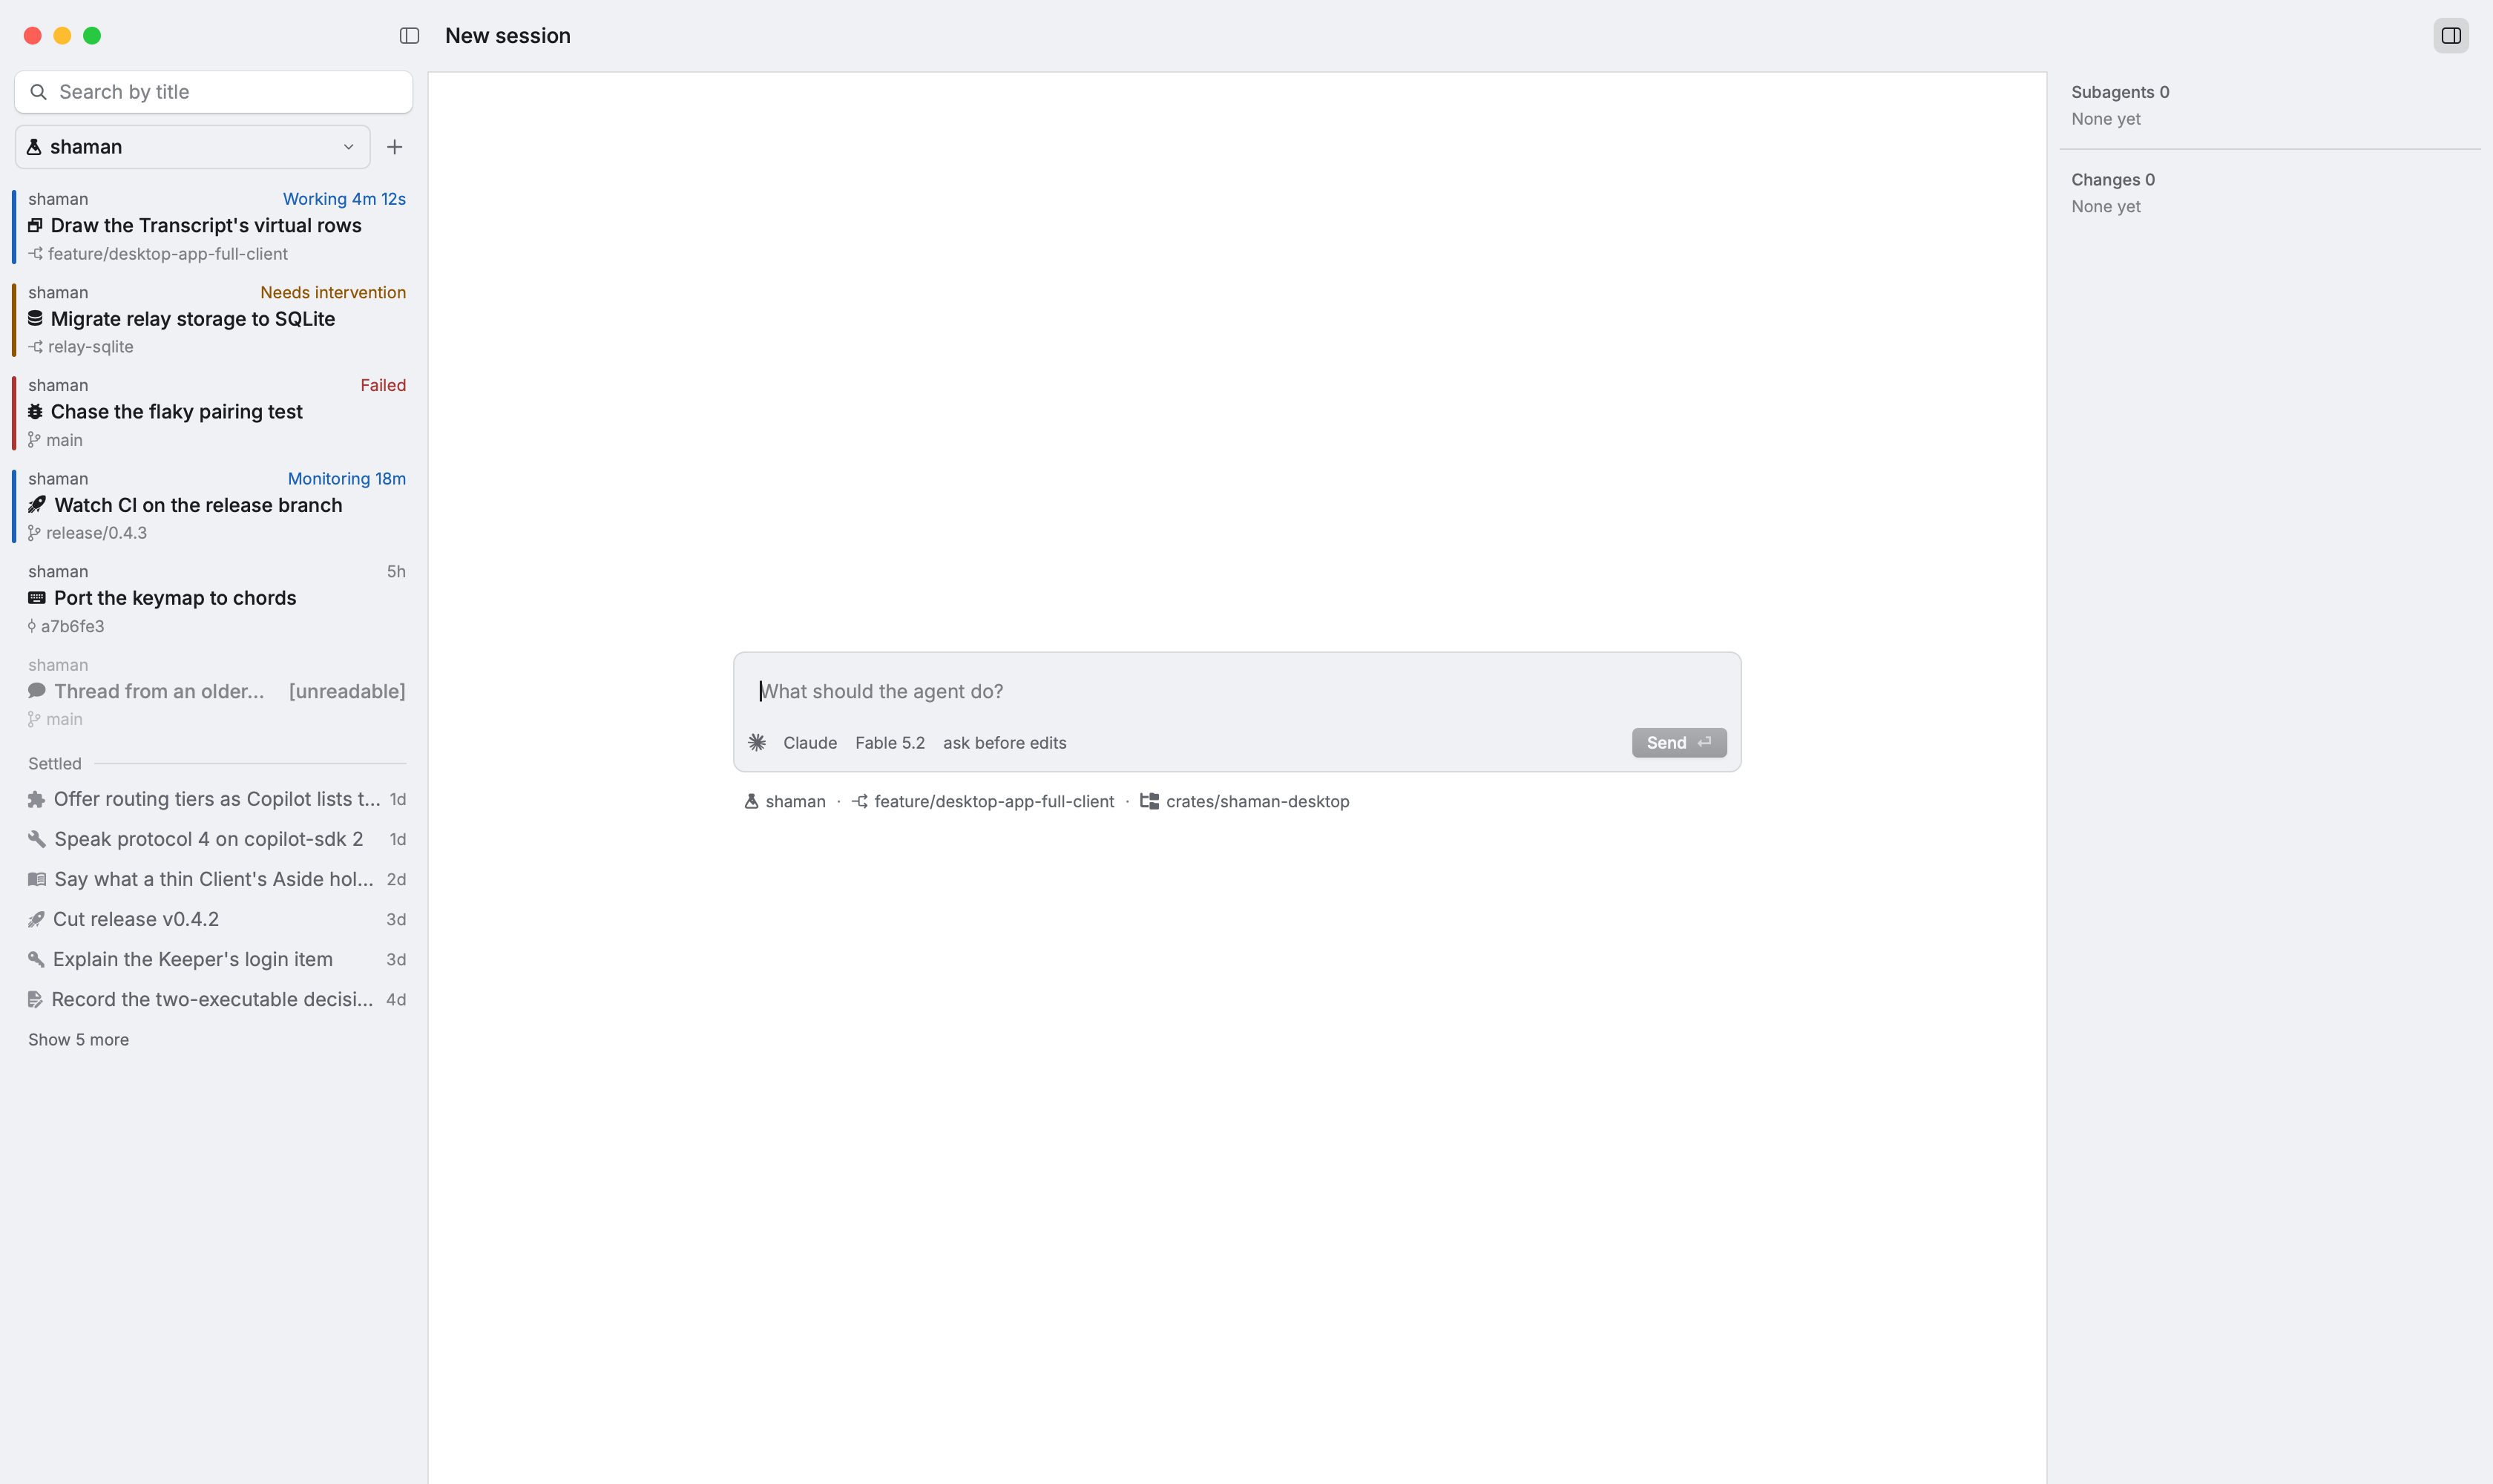 New session
Search by title
shaman
shaman Working 4m 12s
Draw the Transcript's virtual rows
feature/desktop-app-full-client
shaman Needs intervention
Migrate relay storage to SQLite
relay-sqlite
shaman Failed
Chase the flaky pairing test
main
shaman Monitoring 18m
Watch CI on the release branch
release/0.4.3
shaman 5h
Port the keymap to chords
a7b6fe3
shaman
Thread from an older... [unreadable]
main
Settled
Offer routing tiers as Copilot lists t... 1d
Speak protocol 4 on copilot-sdk 2 1d
Say what a thin Client's Aside hol... 2d
Cut release v0.4.2 3d
Explain the Keeper's login item 3d
Record the two-executable decisi... 4d
Show 5 more
What should the agent do?
Claude Fable 5.2 ask before edits Send
shaman · feature/desktop-app-full-client · crates/shaman-desktop
Subagents 0
None yet
Changes 0
None yet